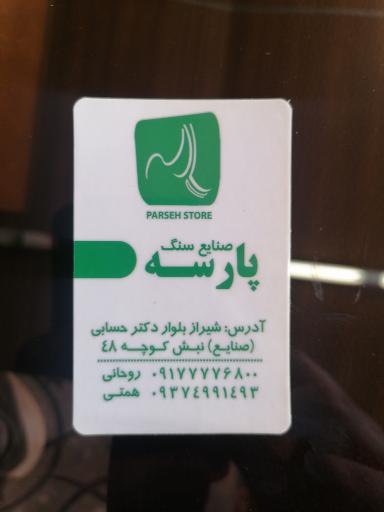 PARSEH STORE
صنایع سنگ
پارسه
آدرس: شیراز بلوار دکتر حسابی
(صنایع) نبش کوچه ۴۸
۰۹۱۷۷۷۷۶۸۰۰ روحانی
۰۹۳۷۴۹۹۱۴۹۳ همتی